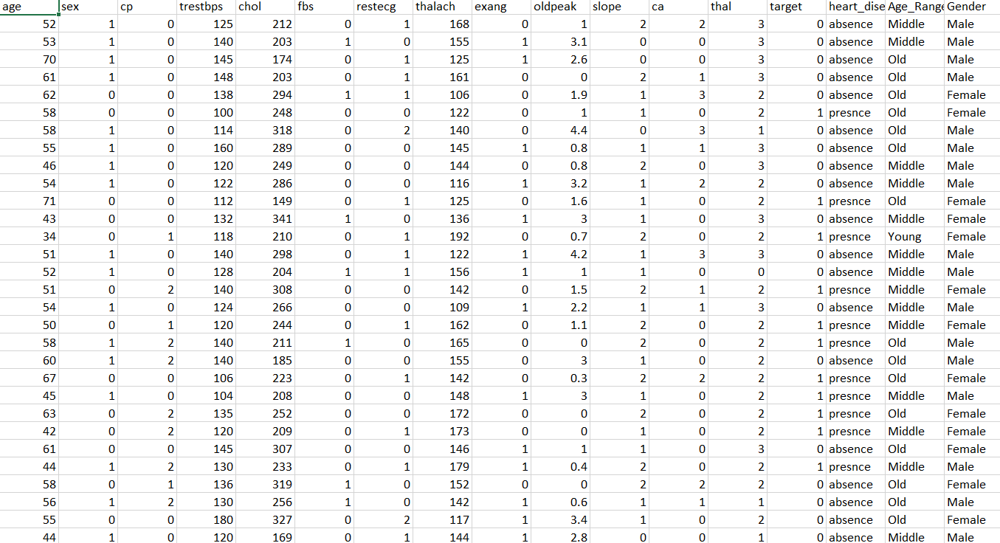 age sex cp trestbps chol fbs restecg thalach exang oldpeak slope ca thal target heart_dise Age_Range Gender
52 1 0 125 212 0 1 168 0 1 2 2 3 0 absence Middle Male
53 1 0 140 203 1 0 155 1 3.1 0 0 3 0 absence Middle Male
70 1 0 145 174 0 1 125 1 2.6 0 0 3 0 absence Old Male
61 1 0 148 203 0 1 161 0 0 2 1 3 0 absence Old Male
62 0 0 138 294 1 1 106 0 1.9 1 3 2 0 absence Old Female
58 0 0 100 248 0 0 122 0 1 1 0 2 1 presnce Old Female
58 1 0 114 318 0 2 140 0 4.4 0 3 1 0 absence Old Male
55 1 0 160 289 0 0 145 1 0.8 1 1 3 0 absence Old Male
46 1 0 120 249 0 0 144 0 0.8 2 0 3 0 absence Middle Male
54 1 0 122 286 0 0 116 1 3.2 1 2 2 0 absence Middle Male
71 0 0 112 149 0 1 125 0 1.6 1 0 2 1 presnce Old Female
43 0 0 132 341 1 0 136 1 3 1 0 3 0 absence Middle Female
34 0 1 118 210 0 1 192 0 0.7 2 0 2 1 presnce Young Female
51 1 0 140 298 0 1 122 1 4.2 1 3 3 0 absence Middle Male
52 1 0 128 204 1 1 156 1 1 1 0 0 0 absence Middle Male
51 0 2 140 308 0 0 142 0 1.5 2 1 2 1 presnce Middle Female
54 1 0 124 266 0 0 109 1 2.2 1 1 3 0 absence Middle Male
50 0 1 120 244 0 1 162 0 1.1 2 0 2 1 presnce Middle Female
58 1 2 140 211 1 0 165 0 0 2 0 2 1 presnce Old Male
60 1 2 140 185 0 0 155 0 3 1 0 2 0 absence Old Male
67 0 0 106 223 0 1 142 0 0.3 2 2 2 1 presnce Old Female
45 1 0 104 208 0 0 148 1 3 1 0 2 1 presnce Middle Male
63 0 2 135 252 0 0 172 0 0 2 0 2 1 presnce Old Female
42 0 2 120 209 0 1 173 0 0 1 0 2 1 presnce Middle Female
61 0 0 145 307 0 0 146 1 1 1 0 3 0 absence Old Female
44 1 2 130 233 0 1 179 1 0.4 2 0 2 1 presnce Middle Male
58 0 1 136 319 1 0 152 0 0 2 2 2 0 absence Old Female
56 1 2 130 256 1 0 142 1 0.6 1 1 1 0 absence Old Male
55 0 0 180 327 0 2 117 1 3.4 1 0 2 0 absence Old Female
44 1 0 120 169 0 1 144 1 2.8 0 0 1 0 absence Middle Male